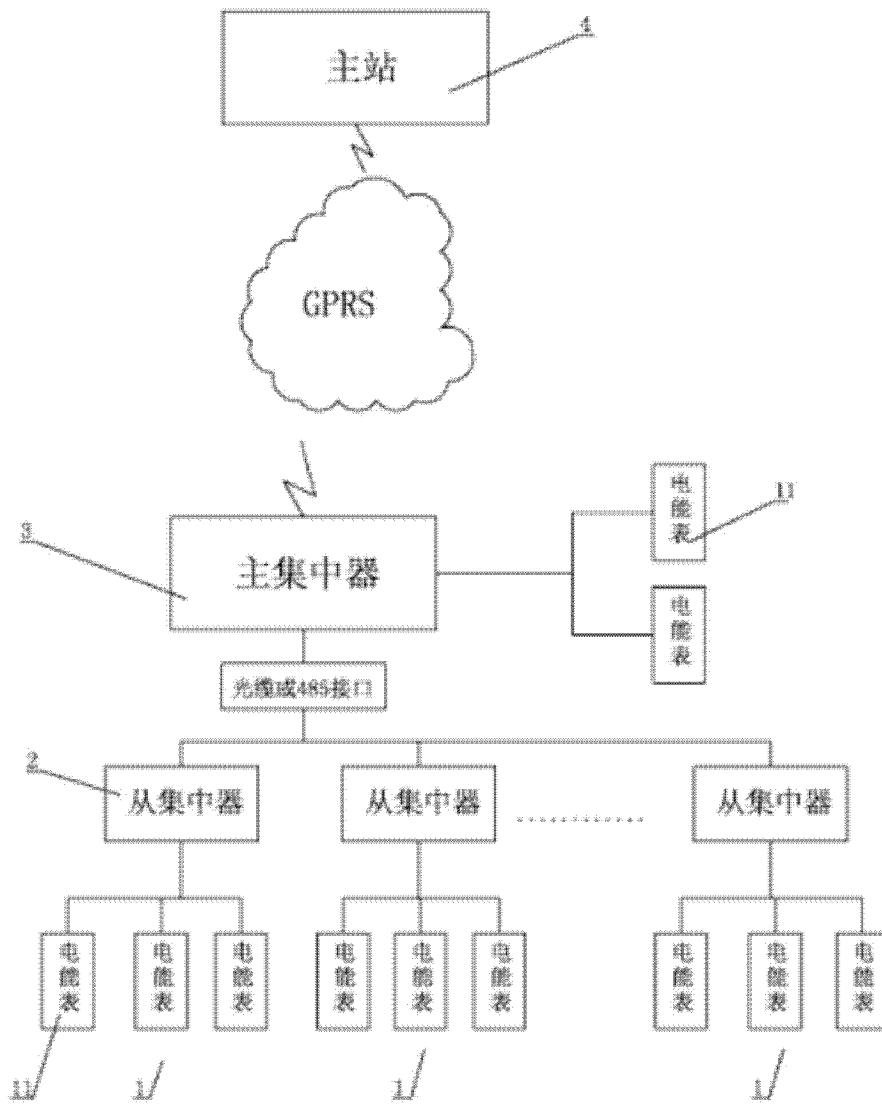 4
主站
GPRS
电能表
11
3
主集中器
电能表
光缆或485接口
2
从集中器
从集中器
从集中器
………………
电能表
电能表
电能表
电能表
电能表
电能表
电能表
电能表
电能表
11
1
1
1